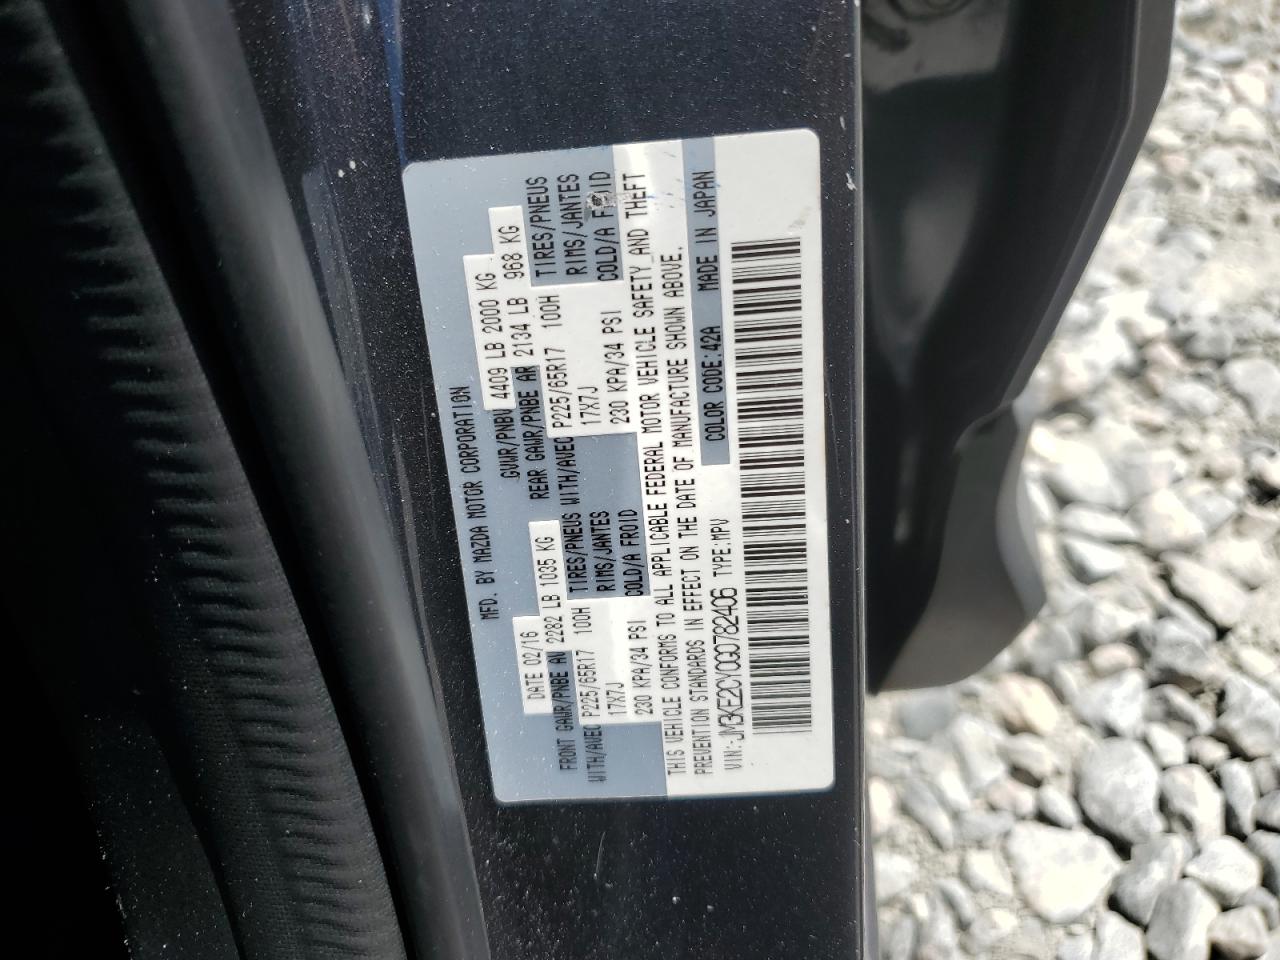 MFD. BY MAZDA MOTOR CORPORATION
DATE 02/16 GVWR/PNBV 4409 LB 2000 KG
FRONT GAWR/PNBE AV 2282 LB 1035 KG REAR GAWR/PNBE AR 2134 LB 968 KG
WITH/AVEC P225/65R17 100H TIRES/PNEUS WITH/AVEC P225/65R17 100H TIRES/PNEUS
17X7J RIMS/JANTES 17X7J RIMS/JANTES
230 KPA/34 PSI COLD/A FROID 230 KPA/34 PSI COLD/A FROID
THIS VEHICLE CONFORMS TO ALL APPLICABLE FEDERAL MOTOR VEHICLE SAFETY AND THEFT
PREVENTION STANDARDS IN EFFECT ON THE DATE OF MANUFACTURE SHOWN ABOVE.
VIN:JM3KE2CY0G0782406 TYPE:MPV COLOR CODE:42A MADE IN JAPAN